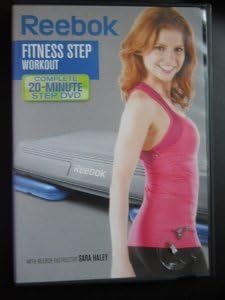 Reebok
FITNESS STEP
WORKOUT
COMPLETE
20-MINUTE
STEP DVD
Reebok
WITH REEBOK INSTRUCTOR SARA HALEY